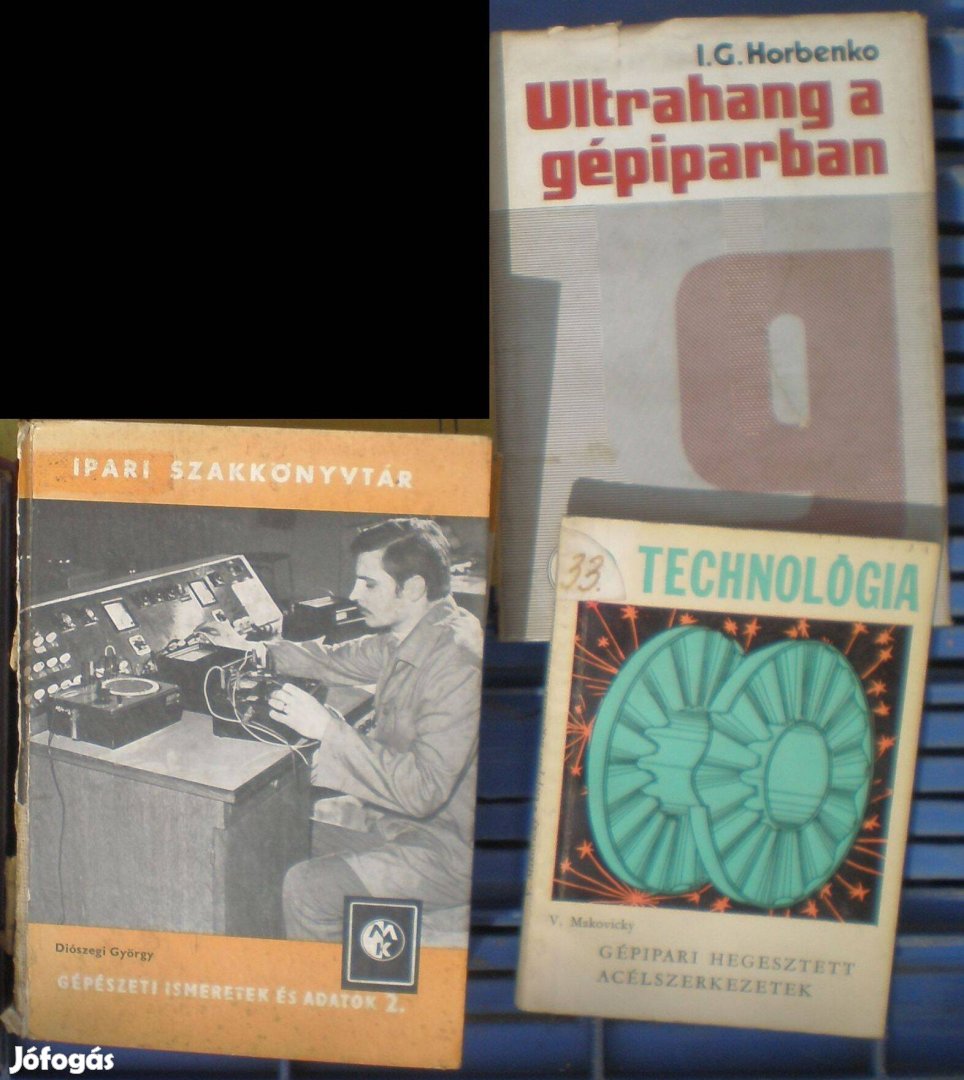 I.G. Horbenko
Ultrahang a
gépiparban
IPARI SZAKKÖNYVTÁR
MK
Diószegi György
GÉPÉSZETI ISMERETEK ÉS ADATOK 2.
33.
TECHNOLÓGIA
V. Makovicky
GÉPIPARI HEGESZTETT
ACÉLSZERKEZETEK
Jófogás